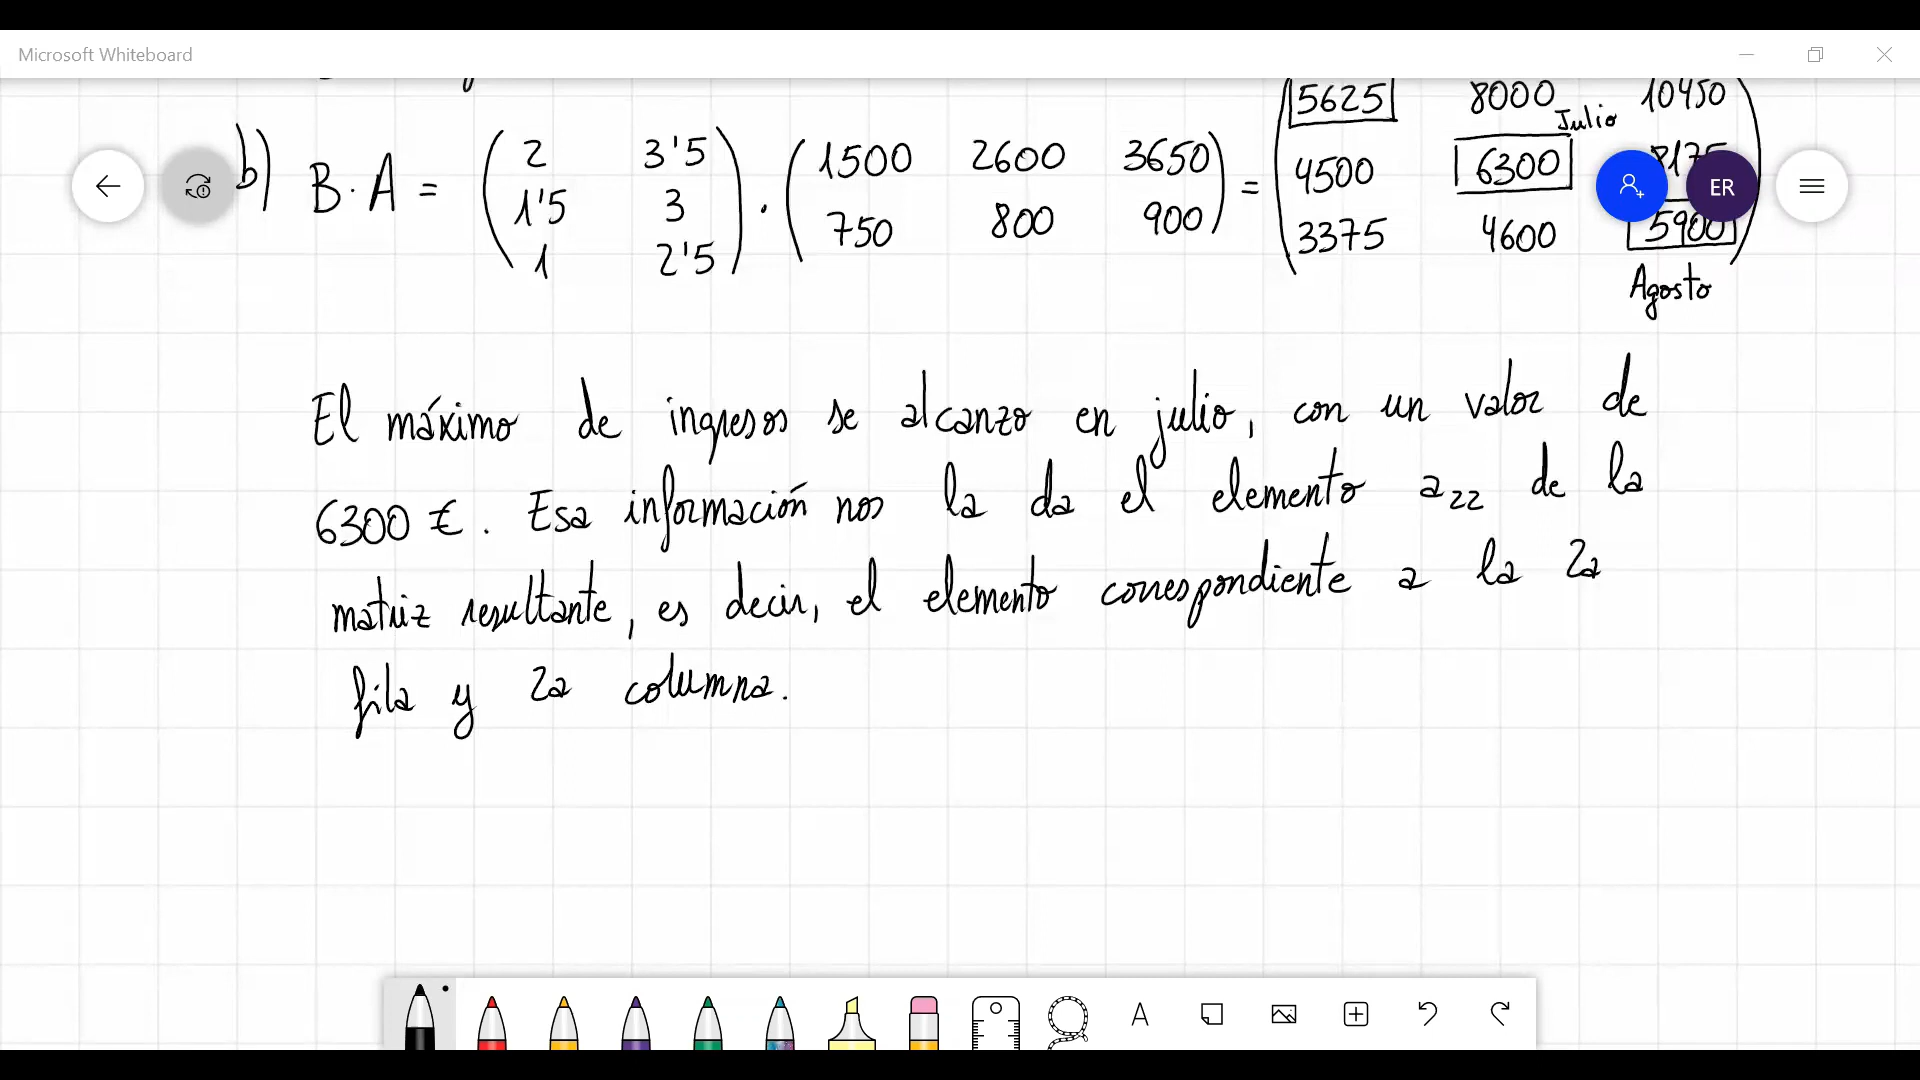 Microsoft Whiteboard
5625 8000 10450
Julio
b) B · A = ( 2 3'5 ) · ( 1500 2600 3650 ) = 4500 6300 8175
1'5 3 750 800 900
1 2'5 3375 4600 5900
ER
Agosto
El máximo de ingresos se alcanzo en julio, con un valor de
6300 €. Esa información nos la da el elemento a22 de la
matriz resultante, es decir, el elemento correspondiente a la 2a
fila y 2a columna.
A